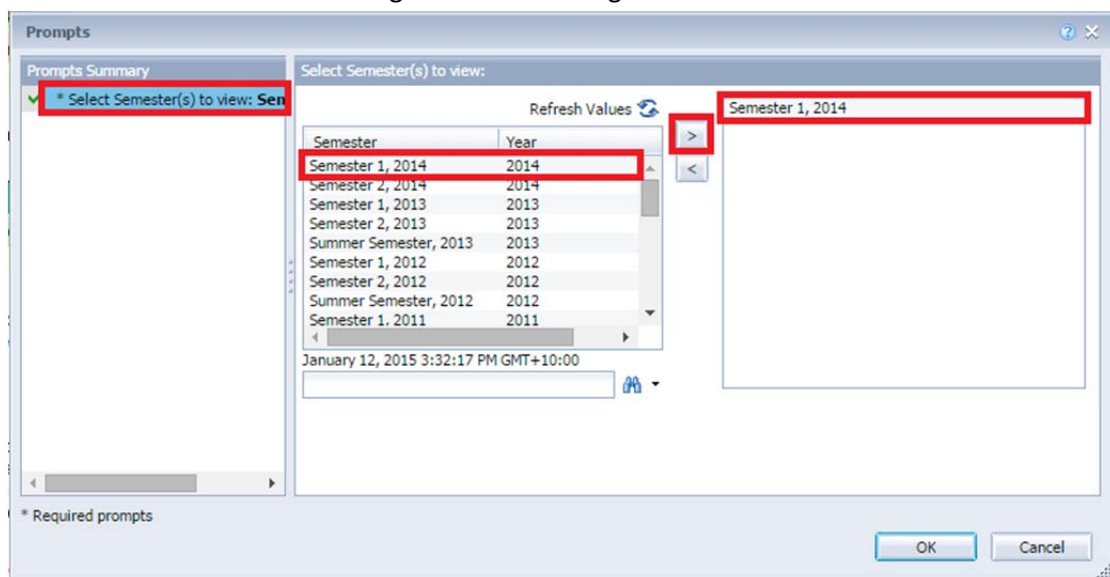 Prompts
Prompts Summary
* Select Semester(s) to view: Sen
Select Semester(s) to view:
Refresh Values
Semester Year
Semester 1, 2014 2014
Semester 2, 2014 2014
Semester 1, 2013 2013
Semester 2, 2013 2013
Summer Semester, 2013 2013
Semester 1, 2012 2012
Semester 2, 2012 2012
Summer Semester, 2012 2012
Semester 1, 2011 2011
January 12, 2015 3:32:17 PM GMT+10:00
>
<
Semester 1, 2014
* Required prompts
OK Cancel